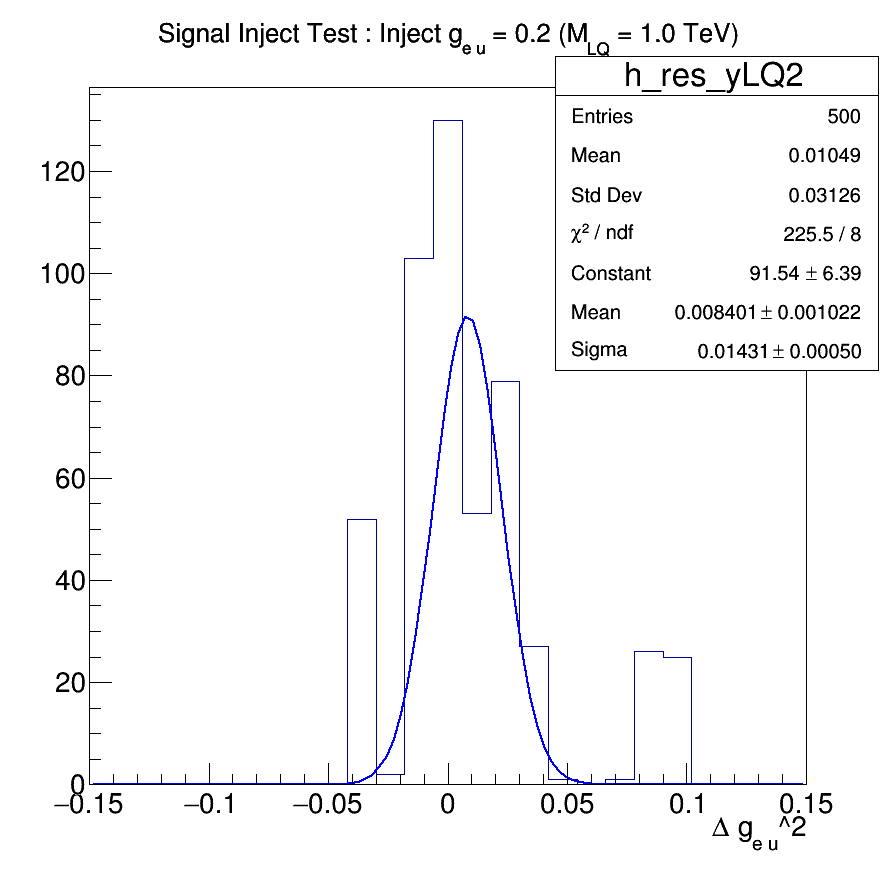 Signal Inject Test : Inject g_{e u} = 0.2 (M_{LQ} = 1.0 TeV)
h_res_yLQ2
Entries 500
Mean 0.01049
Std Dev 0.03126
χ² / ndf 225.5 / 8
Constant 91.54 ± 6.39
Mean 0.008401 ± 0.001022
Sigma 0.01431 ± 0.00050
120
100
80
60
40
20
0
−0.15 −0.1 −0.05 0 0.05 0.1 0.15
Δ g_{e u}^2